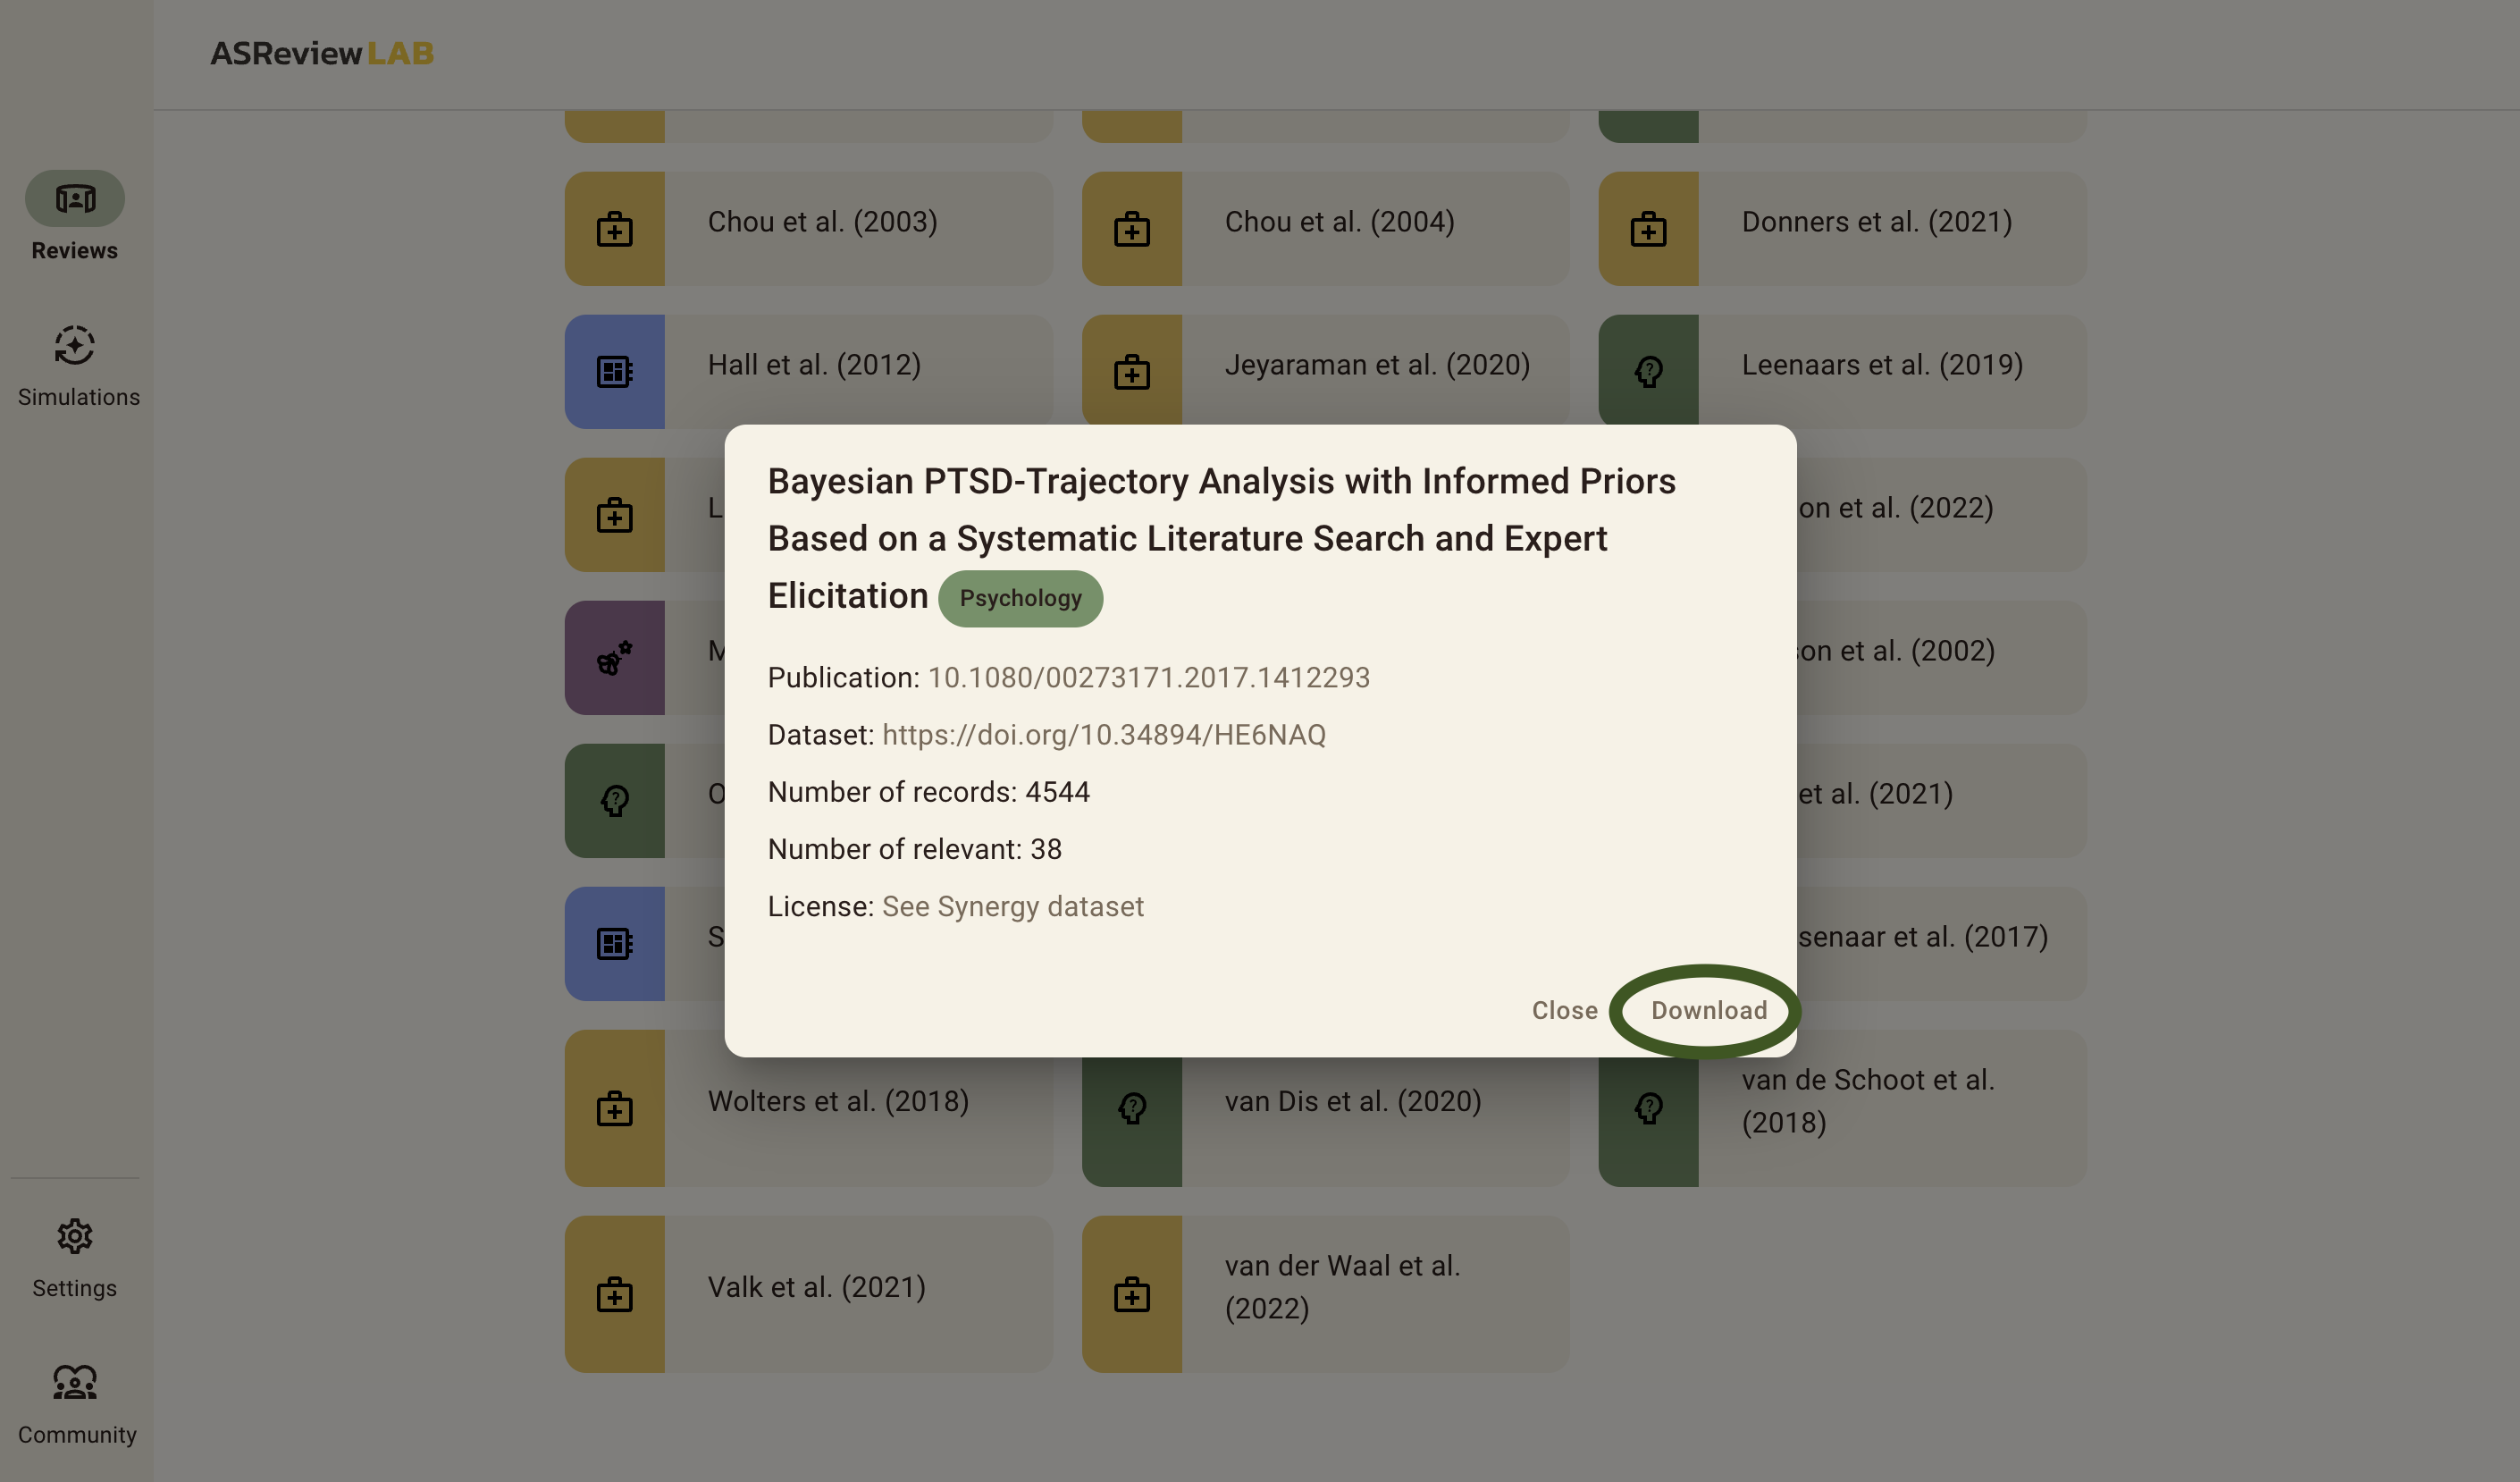 ASReview LAB
Reviews
Simulations
Settings
Community
Chou et al. (2003)
Chou et al. (2004)
Donners et al. (2021)
Hall et al. (2012)
Jeyaraman et al. (2020)
Leenaars et al. (2019)
L
on et al. (2022)
M
son et al. (2002)
O
et al. (2021)
S
senaar et al. (2017)
Bayesian PTSD-Trajectory Analysis with Informed Priors
Based on a Systematic Literature Search and Expert
Elicitation Psychology
Publication: 10.1080/00273171.2017.1412293
Dataset: https://doi.org/10.34894/HE6NAQ
Number of records: 4544
Number of relevant: 38
License: See Synergy dataset
Close Download
Wolters et al. (2018)
van Dis et al. (2020)
van de Schoot et al.
(2018)
Valk et al. (2021)
van der Waal et al.
(2022)